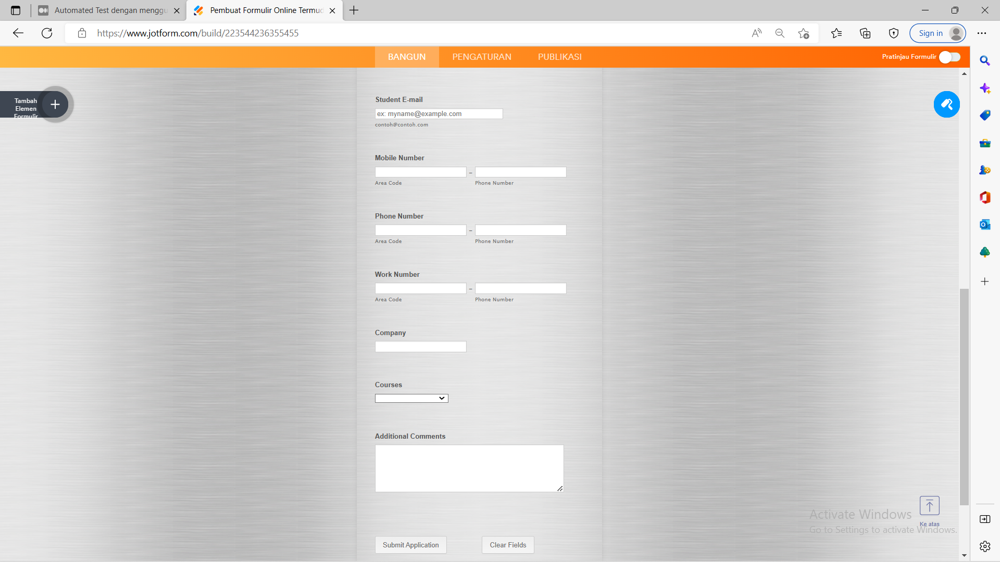 Automated Test dengan menggu
Pembuat Formulir Online Termud
https://www.jotform.com/build/223544236355455
Sign in
BANGUN
PENGATURAN
PUBLIKASI
Pratinjau Formulir
Tambah
Elemen
Formulir
Student E-mail
ex: myname@example.com
contoh@contoh.com
Mobile Number
–
Area Code
Phone Number
Phone Number
–
Area Code
Phone Number
Work Number
–
Area Code
Phone Number
Company
Courses
Additional Comments
Submit Application
Clear Fields
Ke atas
Activate Windows
Go to Settings to activate Windows.